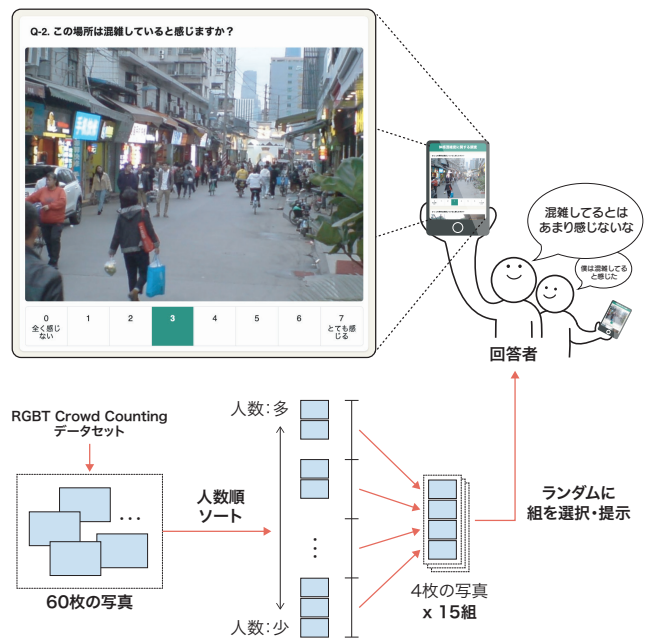 Q-2. この場所は混雑していると感じますか？
0
全く感じ
ない
1
2
3
4
5
6
7
とても感
じる
混雑してるとは
あまり感じないな
僕は混雑してる
と感じた
回答者
RGBT Crowd Counting
データセット
...
60枚の写真
人数順
ソート
人数：多
人数：少
4枚の写真
x 15組
ランダムに
組を選択・提示